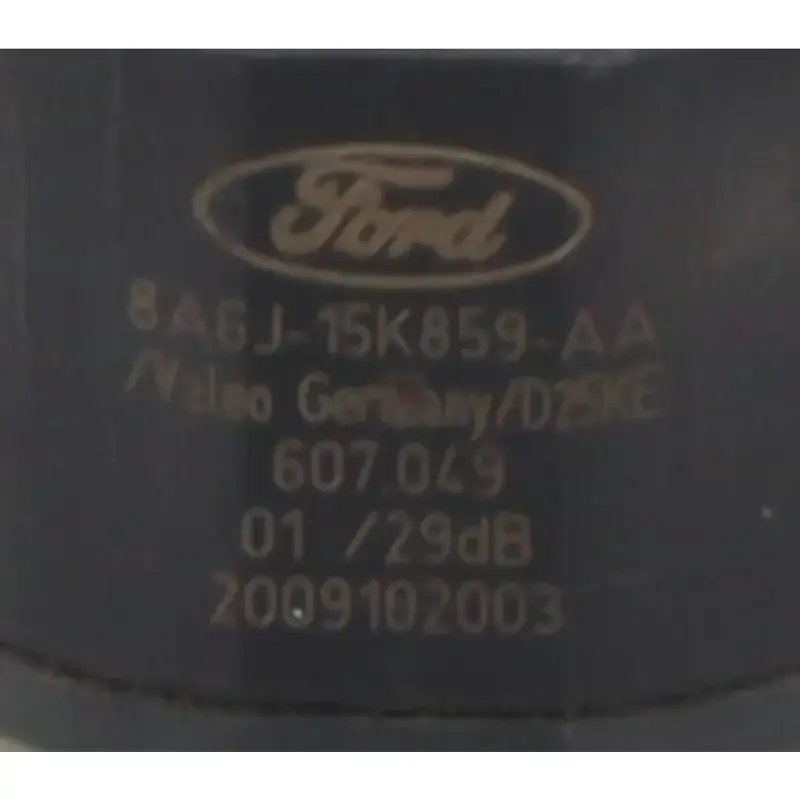 Ford
8A6J-15K859-AA
/Valeo Germany/D25KE
607.049
01 /29dB
2009102003